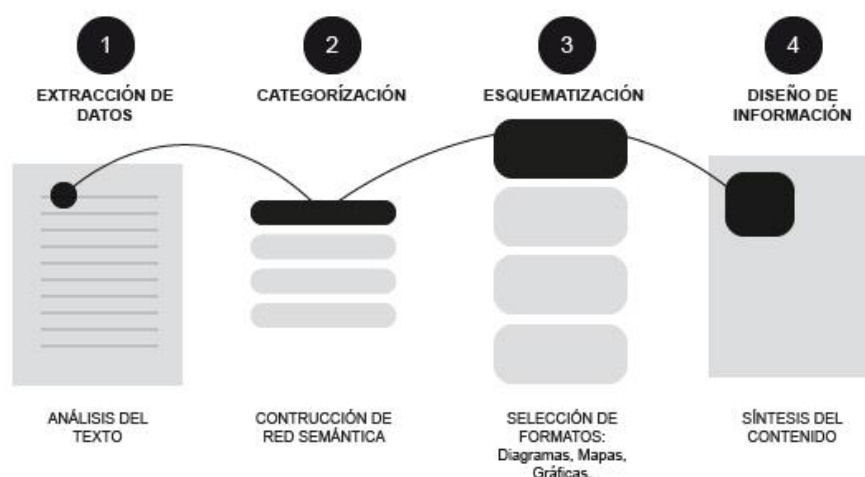 1
EXTRACCIÓN DE
DATOS
2
CATEGORÍZACIÓN
3
ESQUEMATIZACIÓN
4
DISEÑO DE
INFORMACIÓN
ANÁLISIS DEL
TEXTO
CONTRUCCIÓN DE
RED SEMÁNTICA
SELECCIÓN DE
FORMATOS:
Diagramas, Mapas,
Gráficas.
SÍNTESIS DEL
CONTENIDO